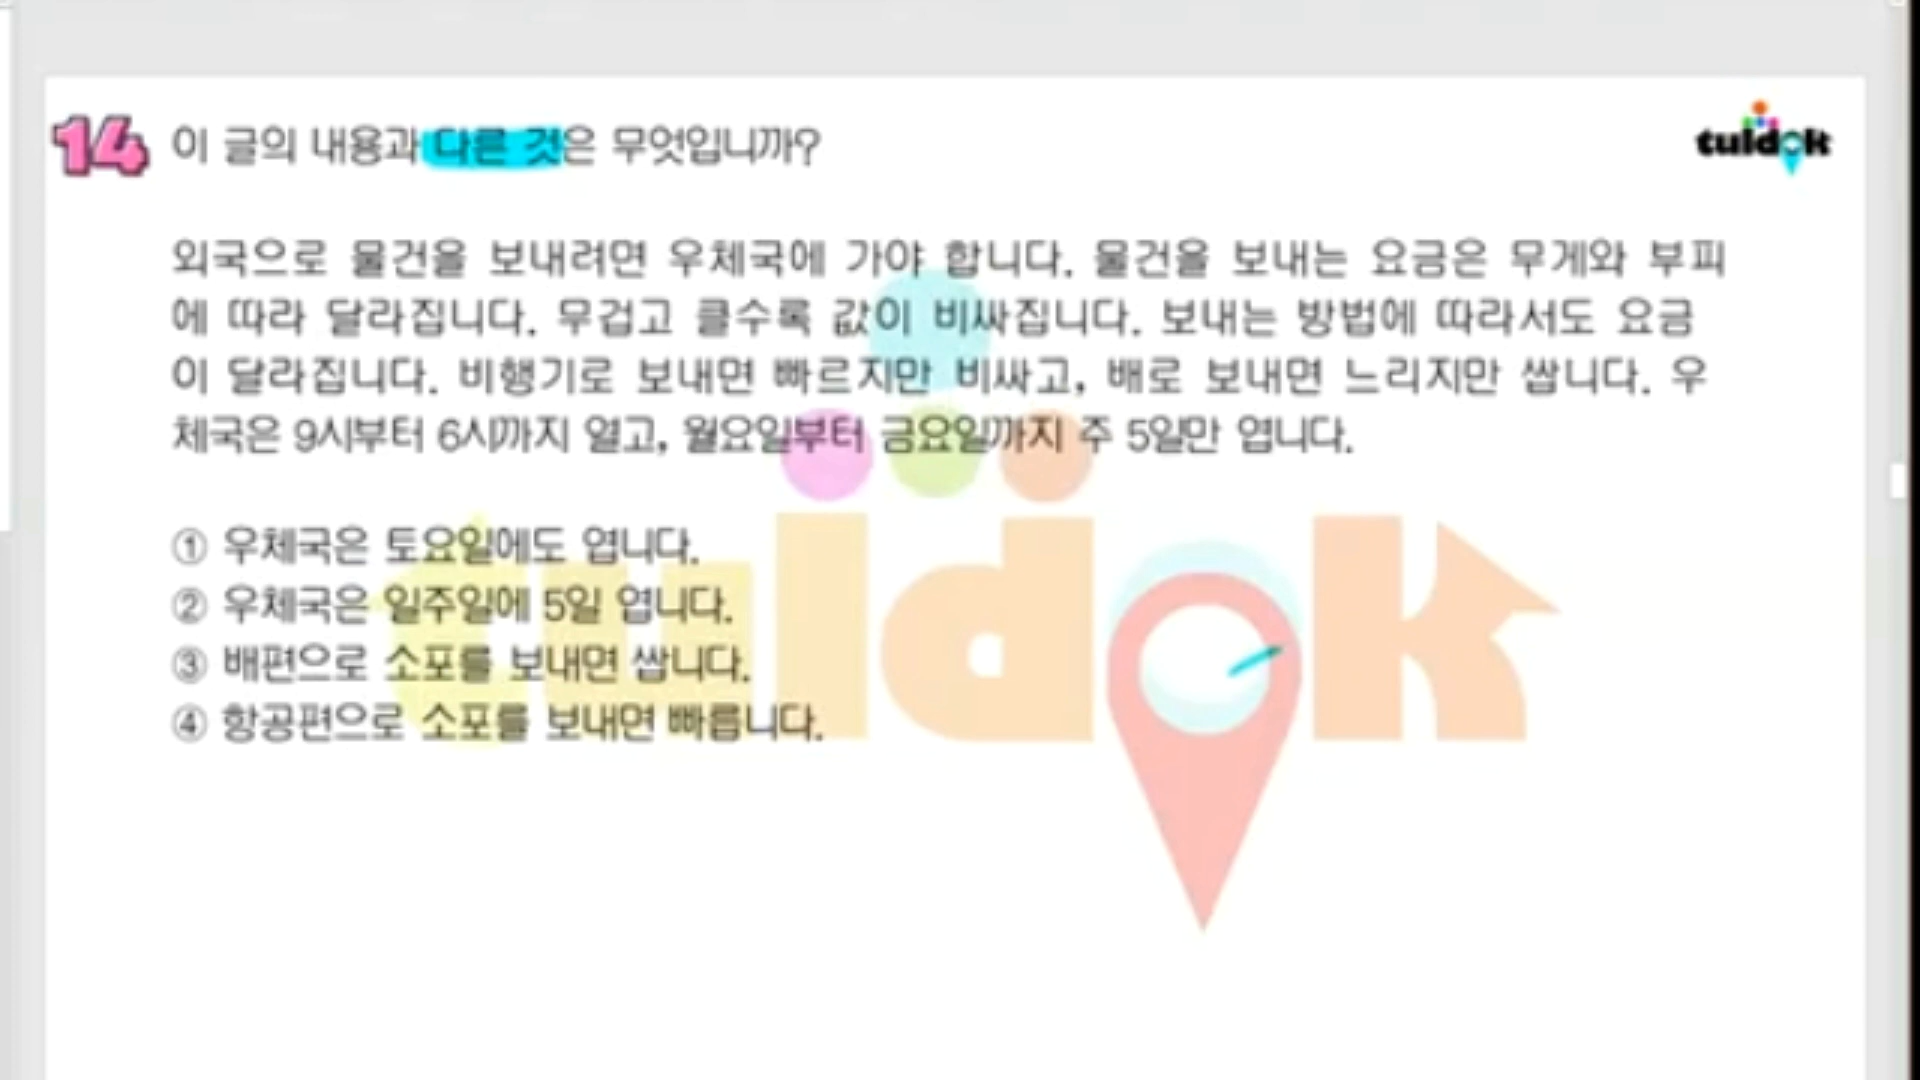 14 이 글의 내용과 다른 것은 무엇입니까?
tuidok
외국으로 물건을 보내려면 우체국에 가야 합니다. 물건을 보내는 요금은 무게와 부피
에 따라 달라집니다. 무겁고 클수록 값이 비싸집니다. 보내는 방법에 따라서도 요금
이 달라집니다. 비행기로 보내면 빠르지만 비싸고, 배로 보내면 느리지만 쌉니다. 우
체국은 9시부터 6시까지 열고, 월요일부터 금요일까지 주 5일만 엽니다.
① 우체국은 토요일에도 엽니다.
② 우체국은 일주일에 5일 엽니다.
③ 배편으로 소포를 보내면 쌉니다.
④ 항공편으로 소포를 보내면 빠릅니다.
tuidok